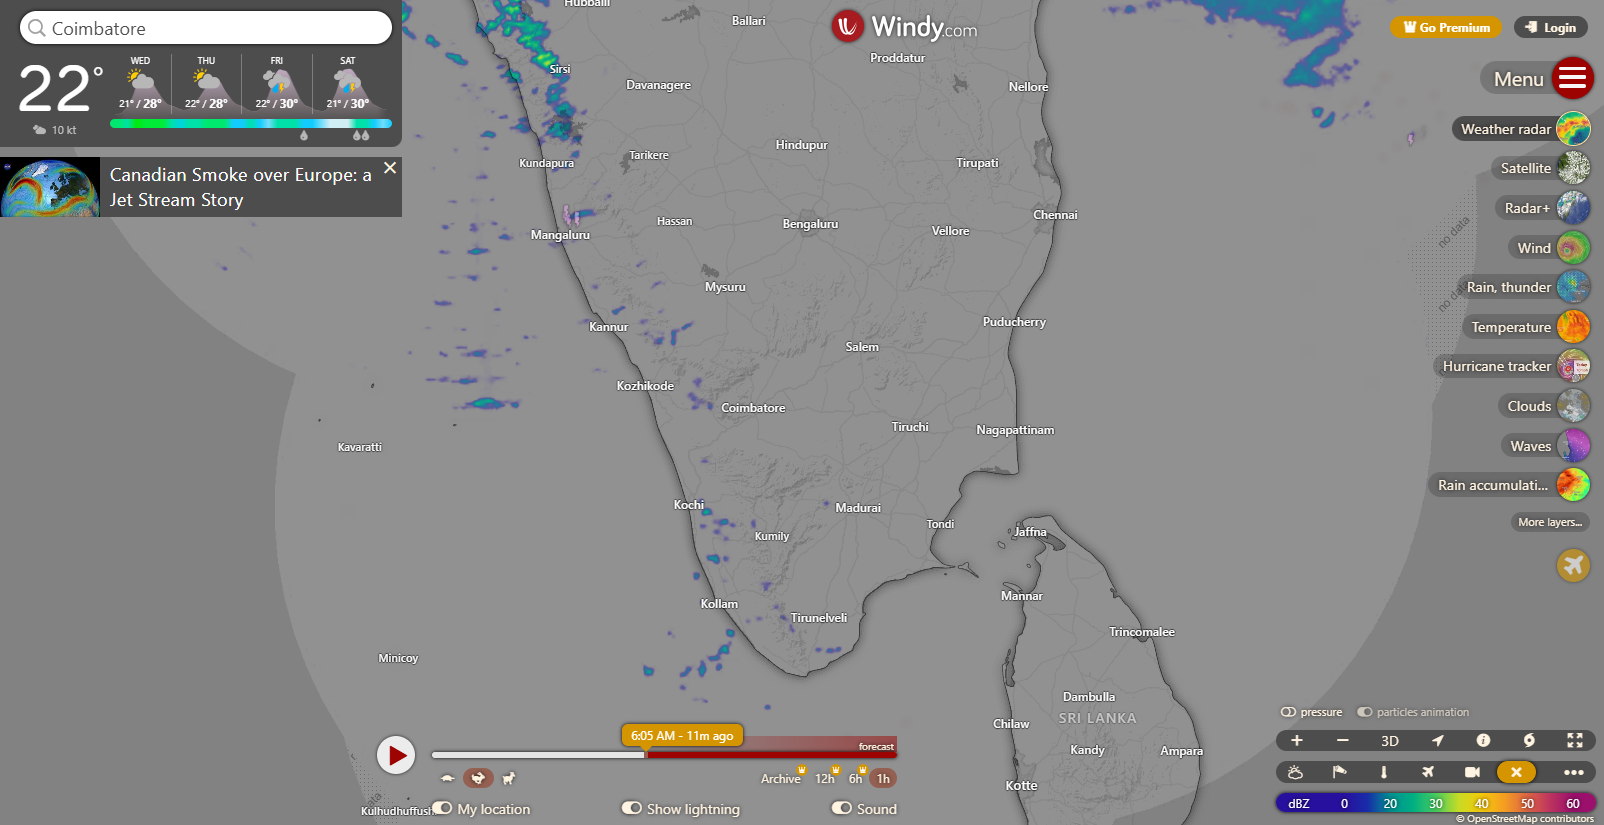 Coimbatore
22°
10 kt
WED THU FRI SAT
21° / 28° 22° / 28° 22° / 30° 21° / 30°
Canadian Smoke over Europe: a
Jet Stream Story
Windy.com
Go Premium
Login
Menu
Weather radar
Satellite
Radar+
Wind
Rain, thunder
Temperature
Hurricane tracker
Clouds
Waves
Rain accumulati...
More layers...
no data
no data
Hubballi
Ballari
Proddatur
Sirsi
Davanagere
Nellore
Hindupur
Tarikere
Kundapura
Tirupati
Chennai
Hassan
Bengaluru
Vellore
Mangaluru
Mysuru
Kannur
Puducherry
Salem
Kozhikode
Coimbatore
Tiruchi
Nagapattinam
Kavaratti
Kochi
Madurai
Tondi
Kumily
Jaffna
Mannar
Kollam
Tirunelveli
Trincomalee
Minicoy
Dambulla
SRI LANKA
Chilaw
Kandy
Ampara
Kotte
Kulhudhuffushi
6:05 AM - 11m ago
forecast
Archive 12h 6h 1h
My location
Show lightning
Sound
pressure
particles animation
+ − 3D
dBZ 0 20 30 40 50 60
© OpenStreetMap contributors